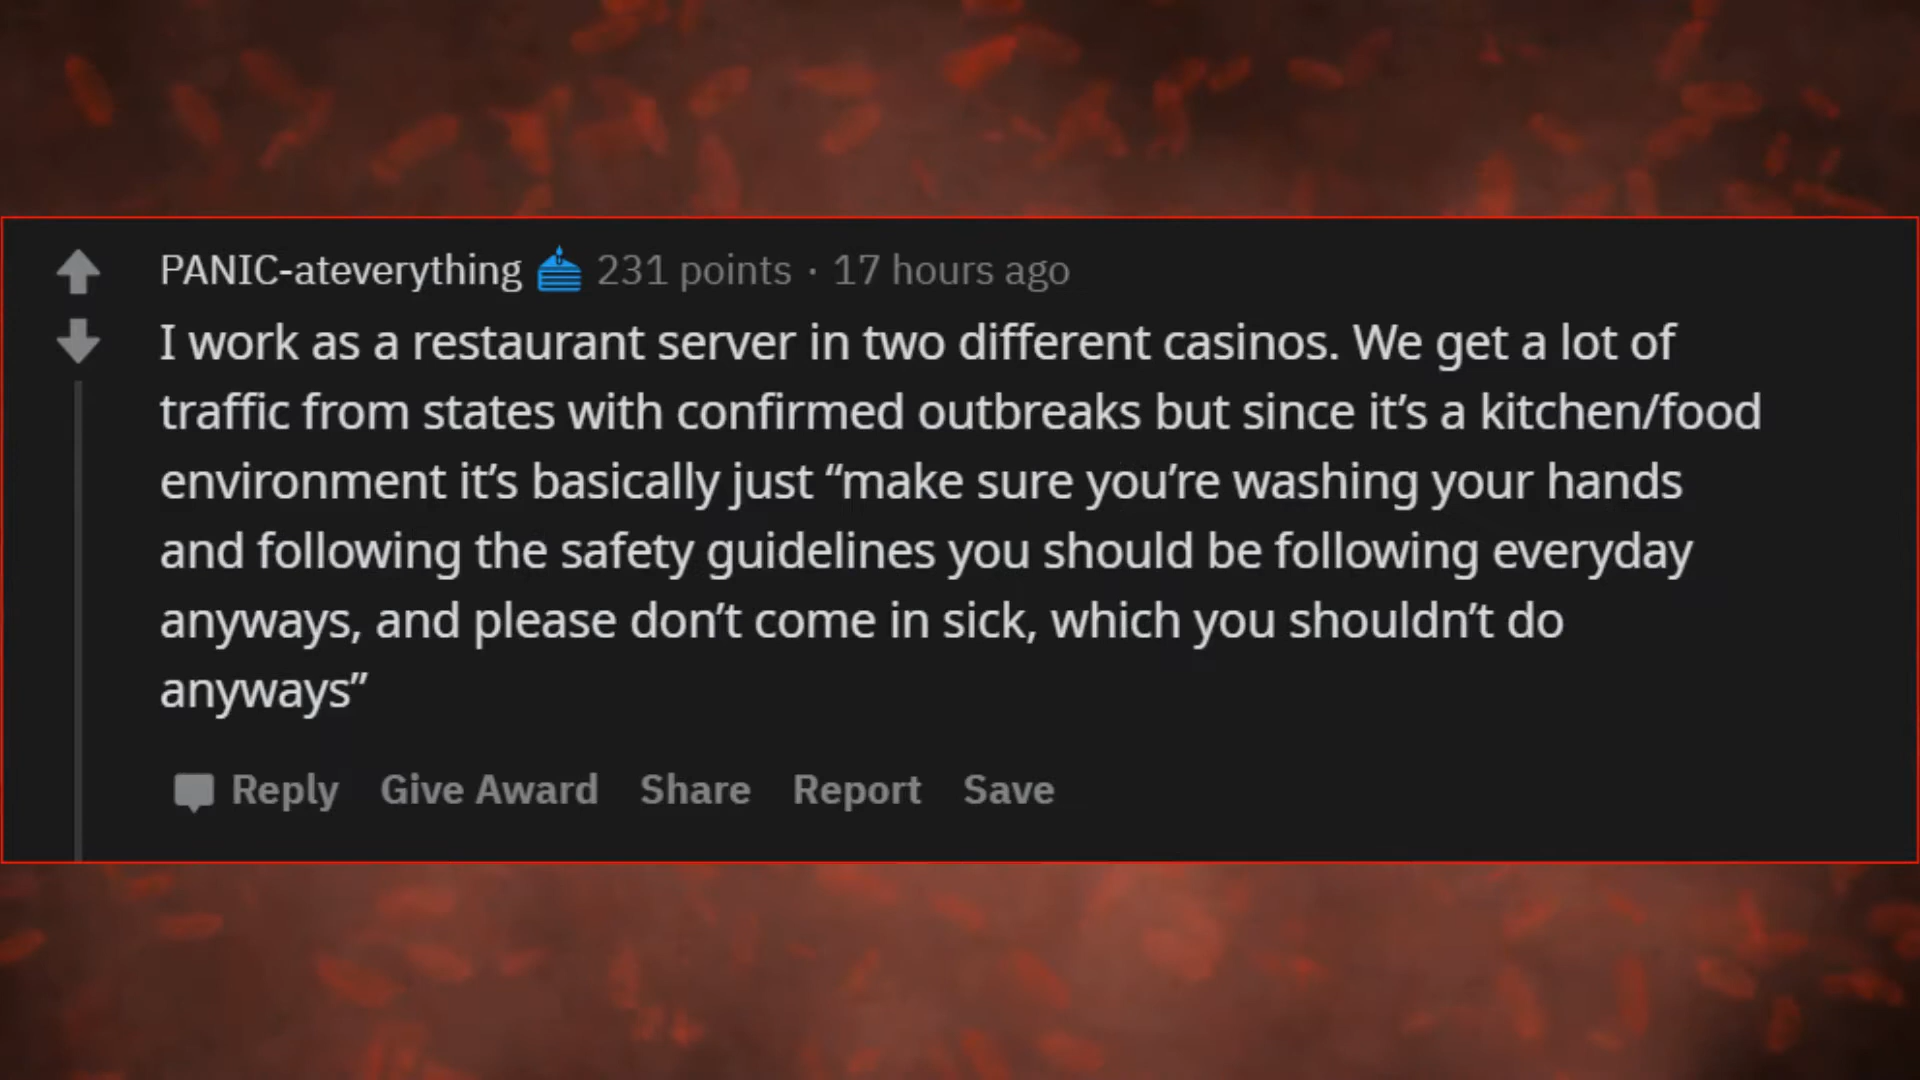 PANIC-ateverything 231 points · 17 hours ago
I work as a restaurant server in two different casinos. We get a lot of
traffic from states with confirmed outbreaks but since it’s a kitchen/food
environment it’s basically just “make sure you’re washing your hands
and following the safety guidelines you should be following everyday
anyways, and please don’t come in sick, which you shouldn’t do
anyways”
Reply Give Award Share Report Save